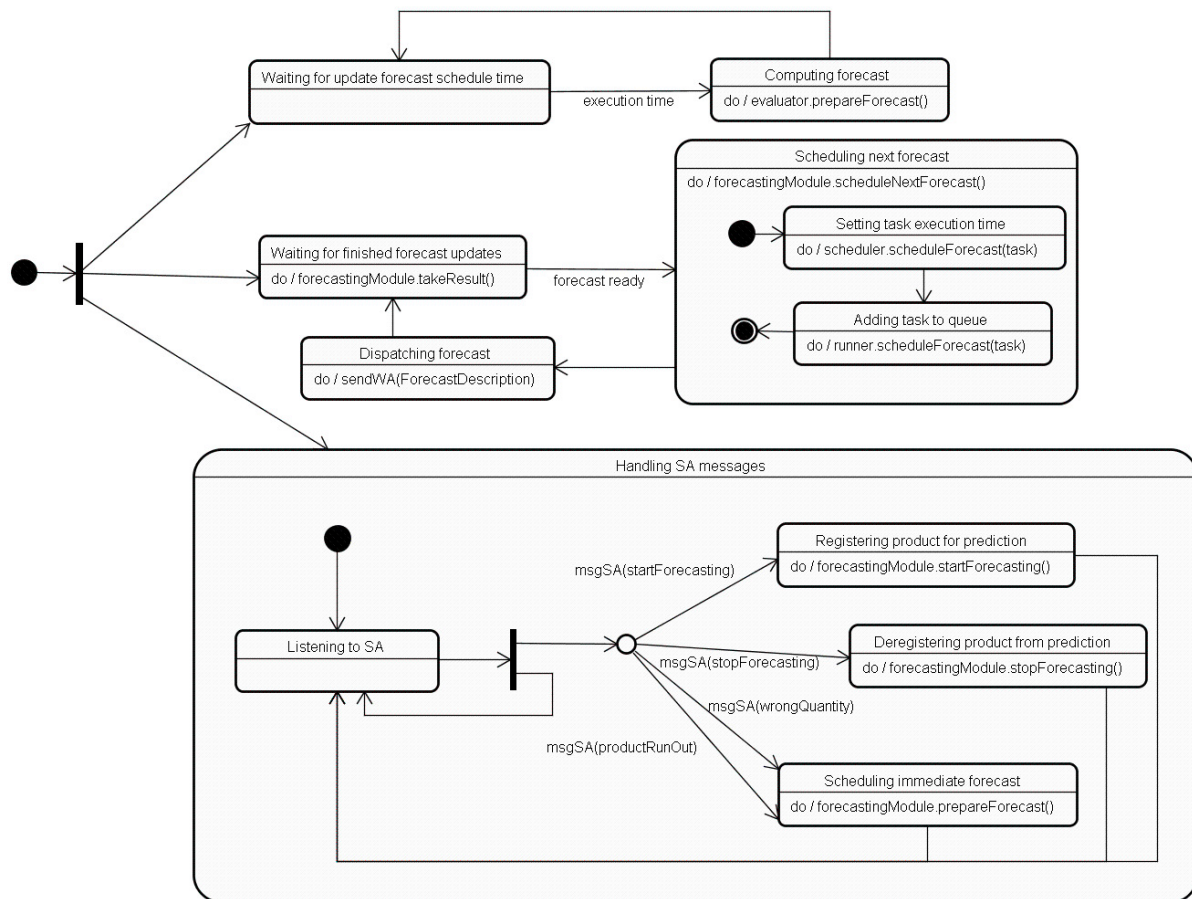 Waiting for update forecast schedule time
execution time
Computing forecast
do / evaluator.prepareForecast()
Waiting for finished forecast updates
do / forecastingModule.takeResult()
forecast ready
Dispatching forecast
do / sendWA(ForecastDescription)
Scheduling next forecast
do / forecastingModule.scheduleNextForecast()
Setting task execution time
do / scheduler.scheduleForecast(task)
Adding task to queue
do / runner.scheduleForecast(task)
Handling SA messages
Listening to SA
msgSA(startForecasting)
msgSA(stopForecasting)
msgSA(wrongQuantity)
msgSA(productRunOut)
Registering product for prediction
do / forecastingModule.startForecasting()
Deregistering product from prediction
do / forecastingModule.stopForecasting()
Scheduling immediate forecast
do / forecastingModule.prepareForecast()